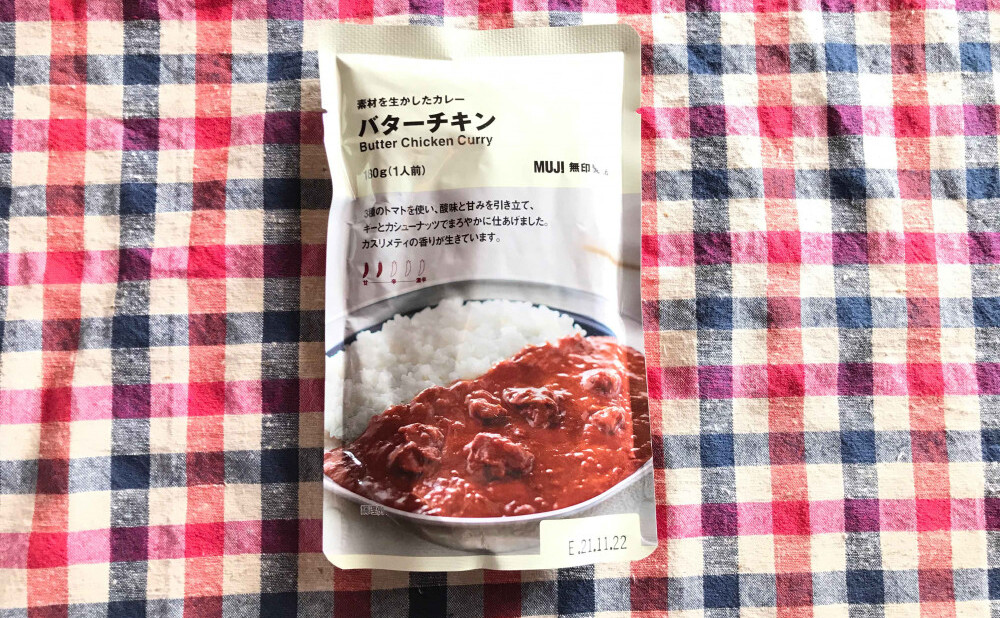 素材を生かしたカレー
バターチキン
Butter Chicken Curry
180g(1人前)
MUJI 無印
3種のトマトを使い、酸味と甘みを引き立て、
ギーとカシューナッツでまろやかに仕あげました。
カスリメティの香りが生きています。
E.21.11.22